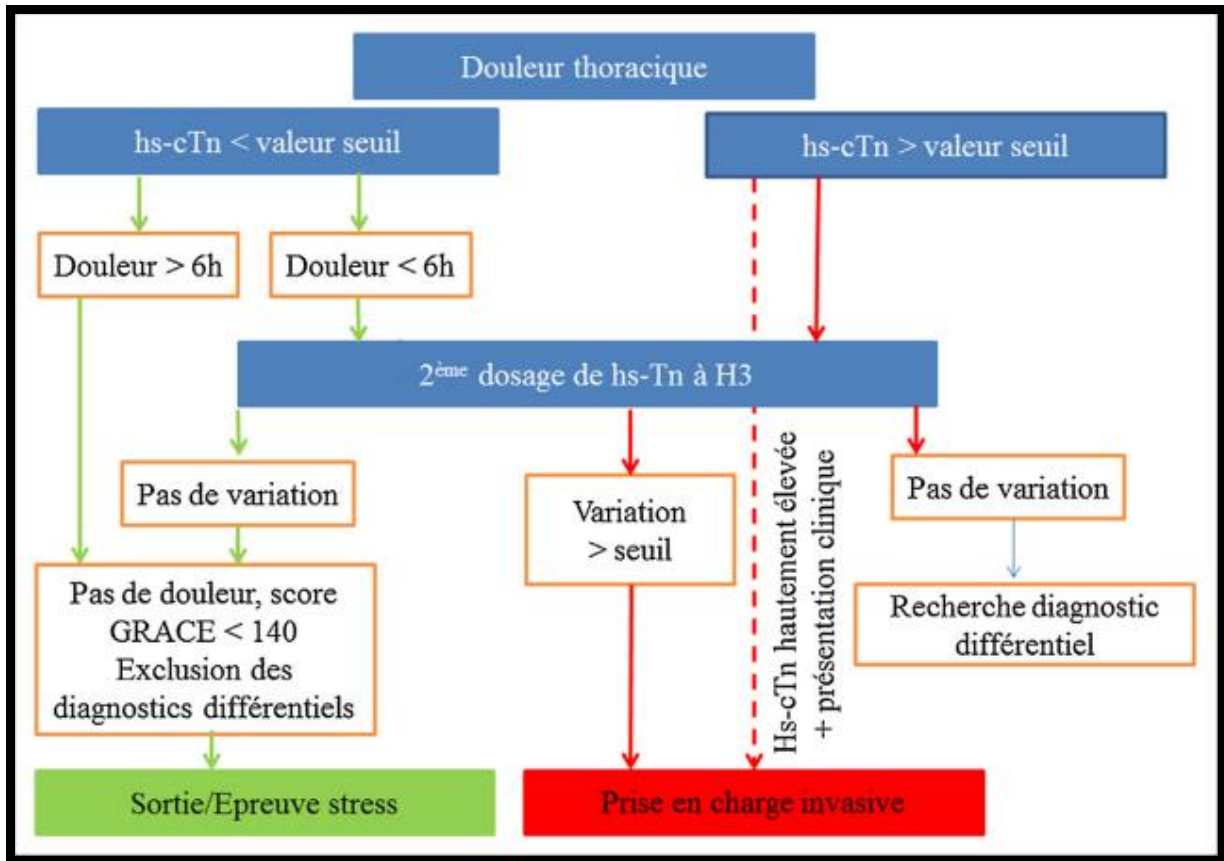 Douleur thoracique
hs-cTn < valeur seuil
hs-cTn > valeur seuil
Douleur > 6h
Douleur < 6h
2ème dosage de hs-Tn à H3
Pas de variation
Variation
> seuil
Hs-cTn hautement élevée
+ présentation clinique
Pas de variation
Pas de douleur, score
GRACE < 140
Exclusion des
diagnostics différentiels
Recherche diagnostic
différentiel
Sortie/Epreuve stress
Prise en charge invasive